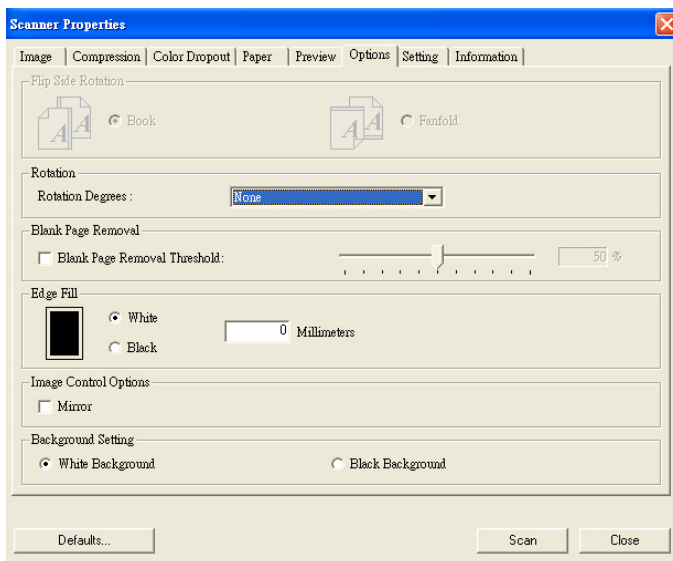 Scanner Properties
Image Compression Color Dropout Paper Preview Options Setting Information
Flip Side Rotation
A A Book A A Fanfold
Rotation
Rotation Degrees : None
Blank Page Removal
Blank Page Removal Threshold: 50 %
Edge Fill
White
0 Millimeters
Black
Image Control Options
Mirror
Background Setting
White Background Black Background
Defaults... Scan Close